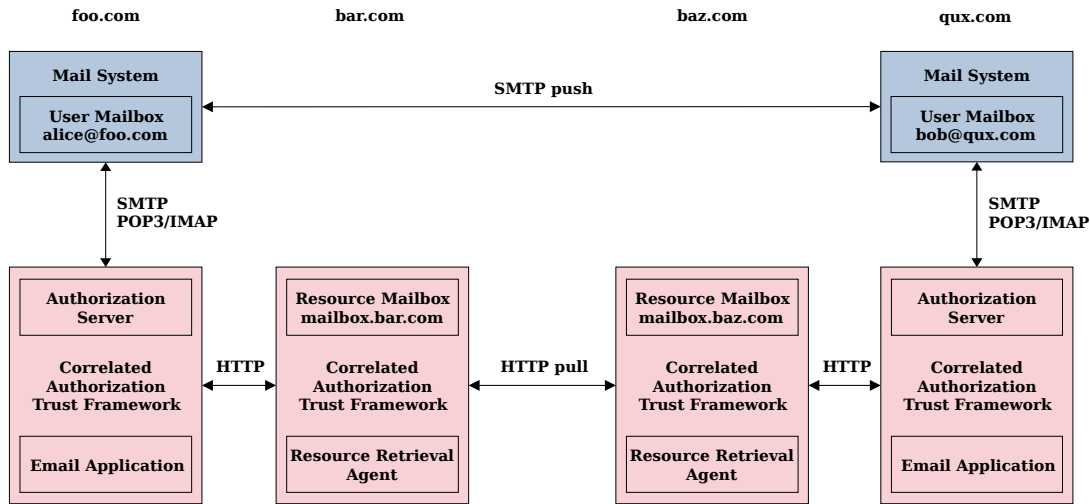 foo.com
bar.com
baz.com
qux.com
Mail System
User Mailbox
alice@foo.com
SMTP push
Mail System
User Mailbox
bob@qux.com
SMTP
POP3/IMAP
SMTP
POP3/IMAP
Authorization
Server
Correlated
Authorization
Trust Framework
Email Application
HTTP
Resource Mailbox
mailbox.bar.com
Correlated
Authorization
Trust Framework
Resource Retrieval
Agent
HTTP pull
Resource Mailbox
mailbox.baz.com
Correlated
Authorization
Trust Framework
Resource Retrieval
Agent
HTTP
Authorization
Server
Correlated
Authorization
Trust Framework
Email Application